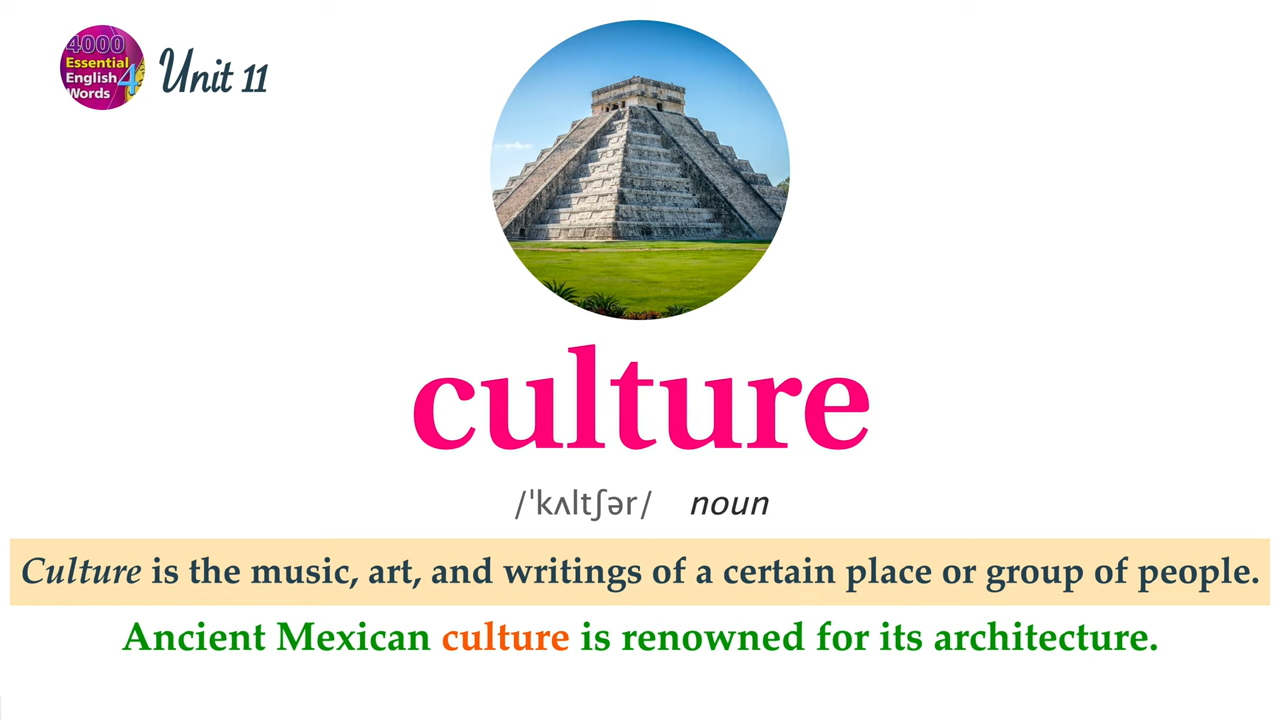 4000
Essential
English
Words
4
Unit 11
culture
/ˈkʌltʃər/ noun
Culture is the music, art, and writings of a certain place or group of people.
Ancient Mexican culture is renowned for its architecture.